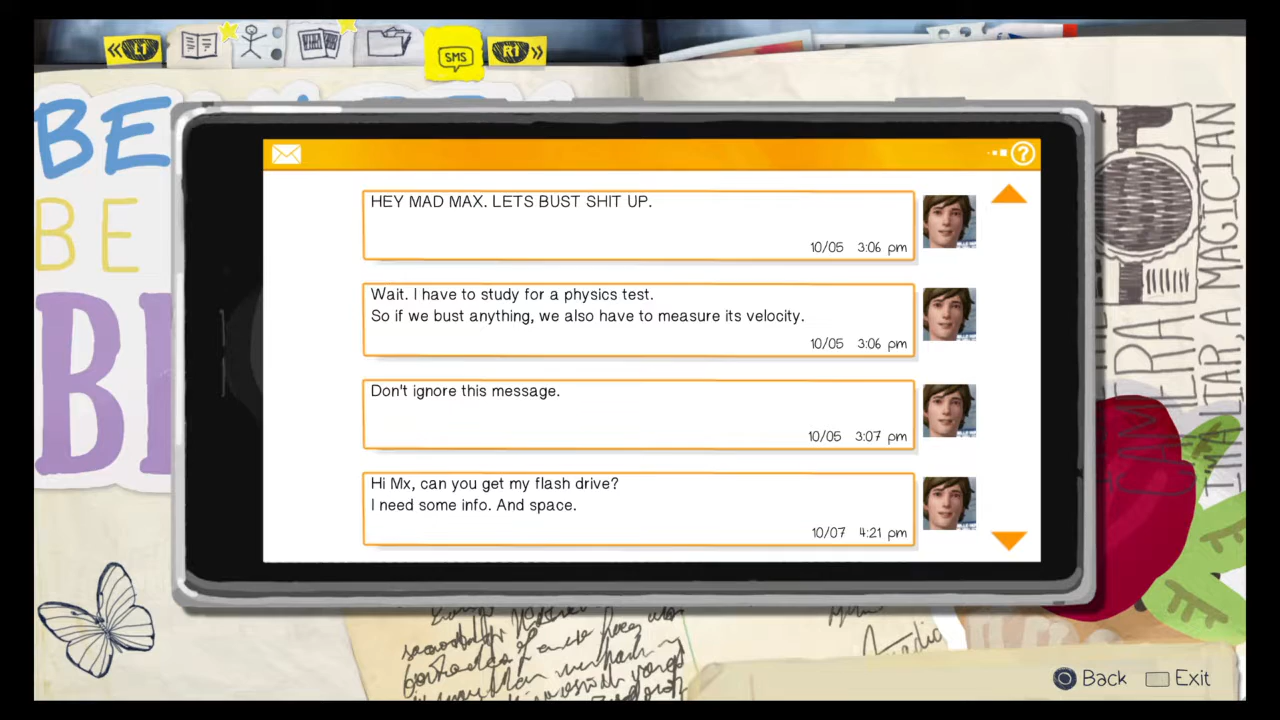 L1
SMS
R1
BE
BE
HEY MAD MAX. LETS BUST SHIT UP.
10/05 3:06 pm
Wait. I have to study for a physics test.
So if we bust anything, we also have to measure its velocity.
10/05 3:06 pm
Don't ignore this message.
10/05 3:07 pm
Hi Mx, can you get my flash drive?
I need some info. And space.
10/07 4:21 pm
CAMERA
LIAR, A MAGICIAN
Back
Exit